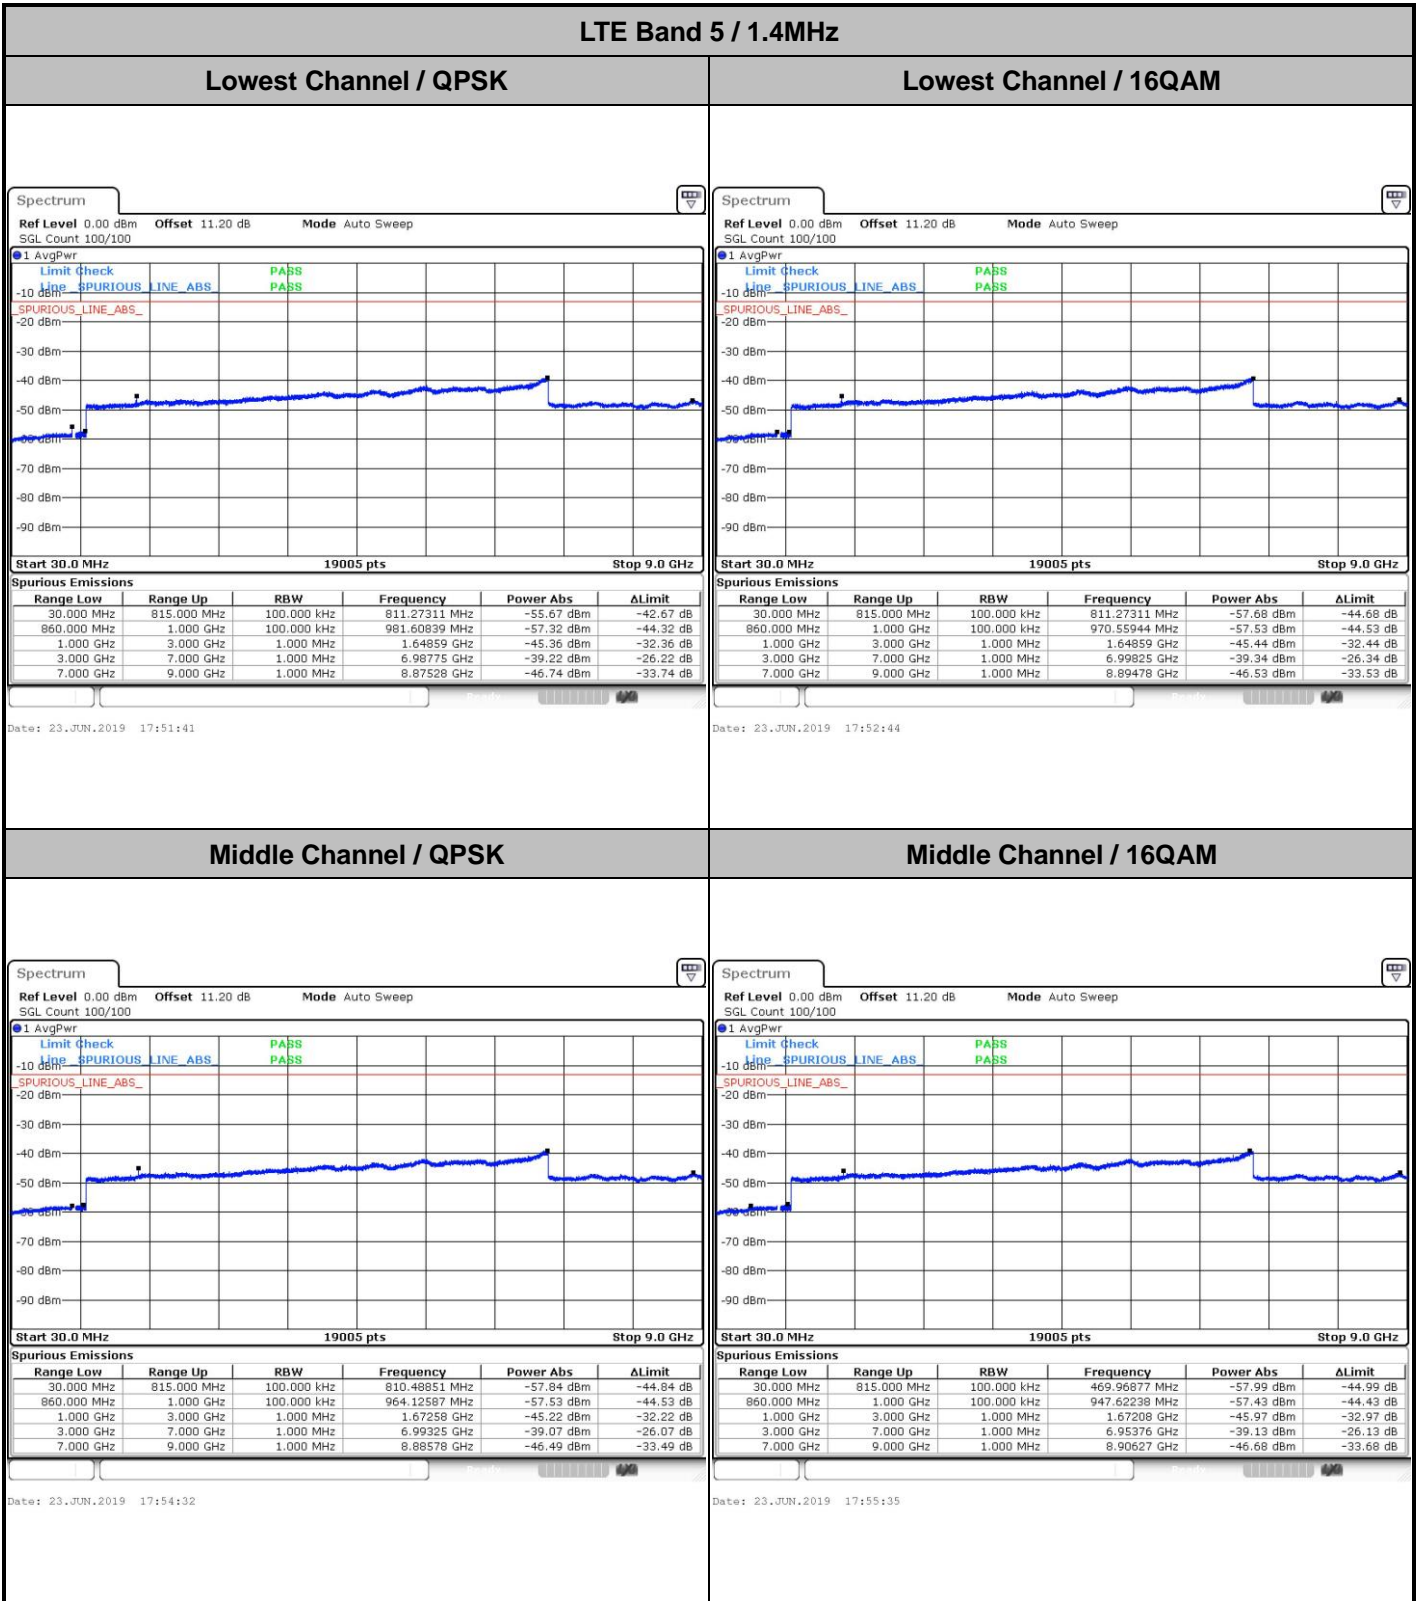 LTE Band 5 / 1.4MHz
Lowest Channel / QPSK
Lowest Channel / 16QAM
Spectrum
Ref Level 0.00 dBm Offset 11.20 dB Mode Auto Sweep
SGL Count 100/100
1 AvgPwr
Limit Check PASS
Line _SPURIOUS_LINE_ABS_ PASS
-10 dBm
_SPURIOUS_LINE_ABS_
-20 dBm
-30 dBm
-40 dBm
-50 dBm
-60 dBm
-70 dBm
-80 dBm
-90 dBm
Start 30.0 MHz 19005 pts Stop 9.0 GHz
Spurious Emissions
Range Low Range Up RBW Frequency Power Abs ΔLimit
30.000 MHz 815.000 MHz 100.000 kHz 811.27311 MHz -55.67 dBm -42.67 dB
860.000 MHz 1.000 GHz 100.000 kHz 981.60839 MHz -57.32 dBm -44.32 dB
1.000 GHz 3.000 GHz 1.000 MHz 1.64859 GHz -45.36 dBm -32.36 dB
3.000 GHz 7.000 GHz 1.000 MHz 6.98775 GHz -39.22 dBm -26.22 dB
7.000 GHz 9.000 GHz 1.000 MHz 8.87528 GHz -46.74 dBm -33.74 dB
Date: 23.JUN.2019 17:51:41
Spectrum
Ref Level 0.00 dBm Offset 11.20 dB Mode Auto Sweep
SGL Count 100/100
1 AvgPwr
Limit Check PASS
Line _SPURIOUS_LINE_ABS_ PASS
-10 dBm
_SPURIOUS_LINE_ABS_
-20 dBm
-30 dBm
-40 dBm
-50 dBm
-60 dBm
-70 dBm
-80 dBm
-90 dBm
Start 30.0 MHz 19005 pts Stop 9.0 GHz
Spurious Emissions
Range Low Range Up RBW Frequency Power Abs ΔLimit
30.000 MHz 815.000 MHz 100.000 kHz 811.27311 MHz -57.68 dBm -44.68 dB
860.000 MHz 1.000 GHz 100.000 kHz 970.55944 MHz -57.53 dBm -44.53 dB
1.000 GHz 3.000 GHz 1.000 MHz 1.64859 GHz -45.44 dBm -32.44 dB
3.000 GHz 7.000 GHz 1.000 MHz 6.99825 GHz -39.34 dBm -26.34 dB
7.000 GHz 9.000 GHz 1.000 MHz 8.89478 GHz -46.53 dBm -33.53 dB
Date: 23.JUN.2019 17:52:44
Middle Channel / QPSK
Middle Channel / 16QAM
Spectrum
Ref Level 0.00 dBm Offset 11.20 dB Mode Auto Sweep
SGL Count 100/100
1 AvgPwr
Limit Check PASS
Line _SPURIOUS_LINE_ABS_ PASS
-10 dBm
_SPURIOUS_LINE_ABS_
-20 dBm
-30 dBm
-40 dBm
-50 dBm
-60 dBm
-70 dBm
-80 dBm
-90 dBm
Start 30.0 MHz 19005 pts Stop 9.0 GHz
Spurious Emissions
Range Low Range Up RBW Frequency Power Abs ΔLimit
30.000 MHz 815.000 MHz 100.000 kHz 810.48851 MHz -57.84 dBm -44.84 dB
860.000 MHz 1.000 GHz 100.000 kHz 964.12587 MHz -57.53 dBm -44.53 dB
1.000 GHz 3.000 GHz 1.000 MHz 1.67258 GHz -45.22 dBm -32.22 dB
3.000 GHz 7.000 GHz 1.000 MHz 6.99325 GHz -39.07 dBm -26.07 dB
7.000 GHz 9.000 GHz 1.000 MHz 8.88578 GHz -46.49 dBm -33.49 dB
Date: 23.JUN.2019 17:54:32
Spectrum
Ref Level 0.00 dBm Offset 11.20 dB Mode Auto Sweep
SGL Count 100/100
1 AvgPwr
Limit Check PASS
Line _SPURIOUS_LINE_ABS_ PASS
-10 dBm
_SPURIOUS_LINE_ABS_
-20 dBm
-30 dBm
-40 dBm
-50 dBm
-60 dBm
-70 dBm
-80 dBm
-90 dBm
Start 30.0 MHz 19005 pts Stop 9.0 GHz
Spurious Emissions
Range Low Range Up RBW Frequency Power Abs ΔLimit
30.000 MHz 815.000 MHz 100.000 kHz 469.96877 MHz -57.99 dBm -44.99 dB
860.000 MHz 1.000 GHz 100.000 kHz 947.62238 MHz -57.43 dBm -44.43 dB
1.000 GHz 3.000 GHz 1.000 MHz 1.67208 GHz -45.97 dBm -32.97 dB
3.000 GHz 7.000 GHz 1.000 MHz 6.95376 GHz -39.13 dBm -26.13 dB
7.000 GHz 9.000 GHz 1.000 MHz 8.90627 GHz -46.68 dBm -33.68 dB
Date: 23.JUN.2019 17:55:35